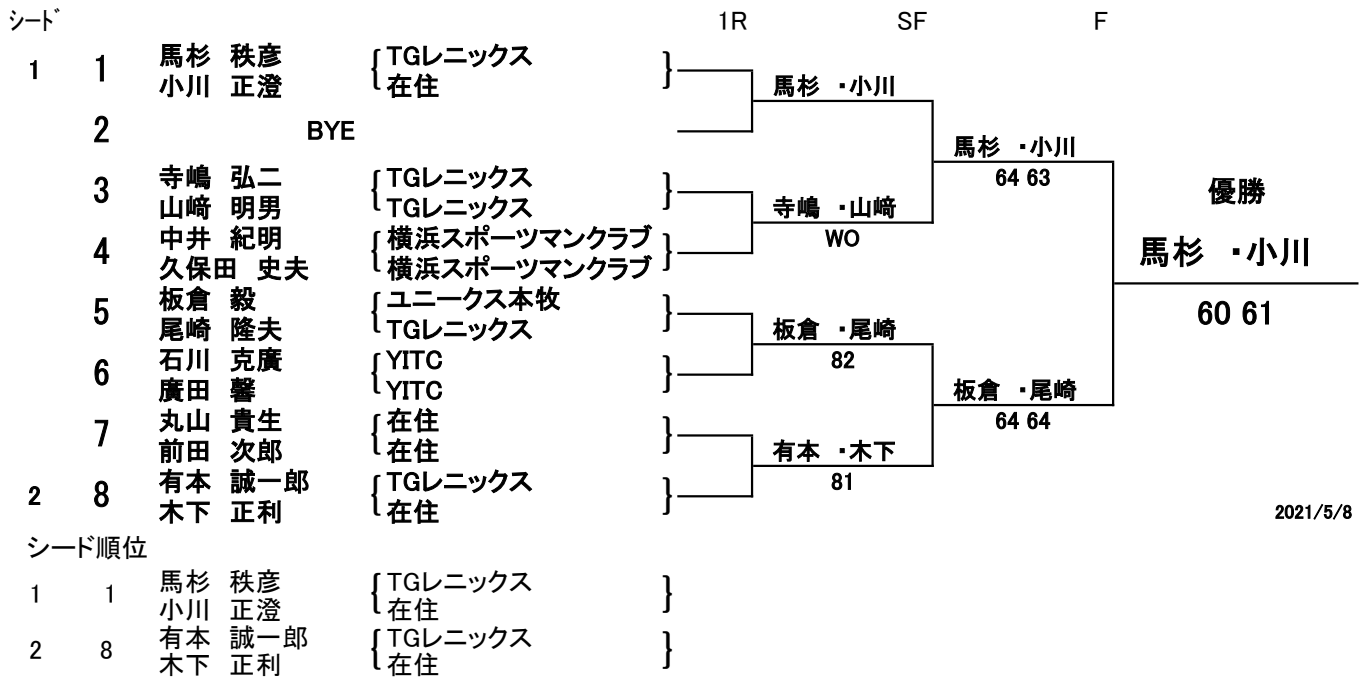 シード 1R SF F
1 1 馬杉 秩彦 TGレニックス
小川 正澄 在住
馬杉 ・小川
2 BYE
馬杉 ・小川
64 63
3 寺嶋 弘二 TGレニックス
山﨑 明男 TGレニックス
寺嶋 ・山﨑
WO
4 中井 紀明 横浜スポーツマンクラブ
久保田 史夫 横浜スポーツマンクラブ
優勝
馬杉 ・小川
60 61
5 板倉 毅 ユニークス本牧
尾崎 隆夫 TGレニックス
板倉 ・尾崎
82
6 石川 克廣 YITC
廣田 馨 YITC
板倉 ・尾崎
64 64
7 丸山 貴生 在住
前田 次郎 在住
有本 ・木下
81
2 8 有本 誠一郎 TGレニックス
木下 正利 在住
2021/5/8
シード順位
1 1 馬杉 秩彦 TGレニックス
小川 正澄 在住
2 8 有本 誠一郎 TGレニックス
木下 正利 在住